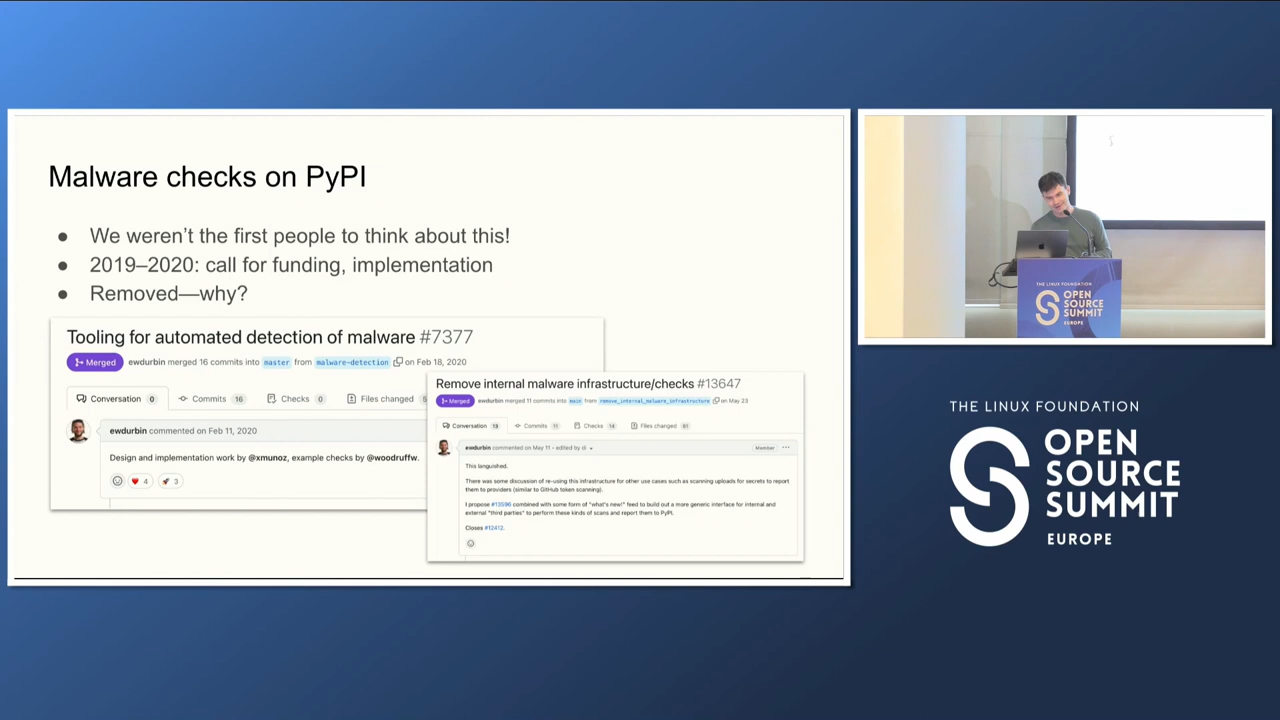 Malware checks on PyPI
● We weren't the first people to think about this!
● 2019–2020: call for funding, implementation
● Removed—why?
Tooling for automated detection of malware #7377
Merged ewdurbin merged 16 commits into master from malware-detection on Feb 18, 2020
Conversation 0 Commits 16 Checks 0 Files changed
ewdurbin commented on Feb 11, 2020
Design and implementation work by @xmunoz, example checks by @woodruffw.
4 3
Remove internal malware infrastructure/checks #13647
Merged ewdurbin merged 11 commits into main from remove_internal_malware_infrastructure on May 23
Conversation 13 Commits 11 Checks 14 Files changed 61
ewdurbin commented on May 11 • edited by di Member ...
This languished.
There was some discussion of re-using this infrastructure for other use cases such as scanning uploads for secrets to report
them to providers (similar to GitHub token scanning).
I propose #13596 combined with some form of "what's new!" feed to build out a more generic interface for internal and
external "third parties" to perform these kinds of scans and report them to PyPI.
Closes #12412.
THE LINUX FOUNDATION
OPEN
SOURCE
SUMMIT
EUROPE
THE LINUX FOUNDATION
OPEN
SOURCE
SUMMIT
EUROPE